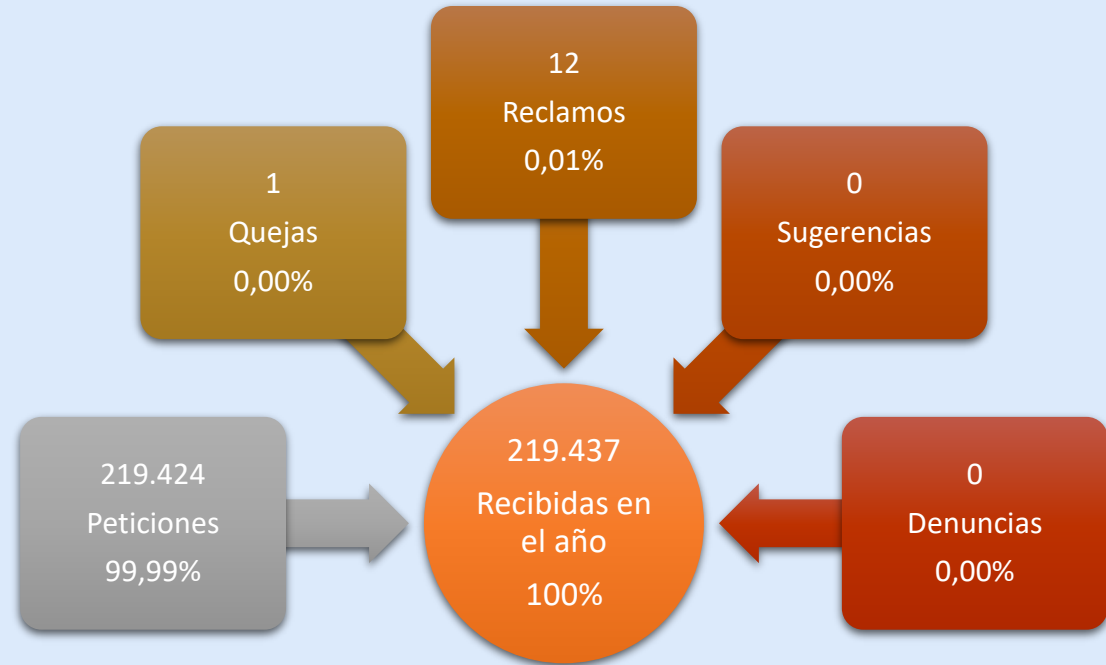 12
Reclamos
0,01%
1
Quejas
0,00%
0
Sugerencias
0,00%
219.424
Peticiones
99,99%
219.437
Recibidas en
el año
100%
0
Denuncias
0,00%